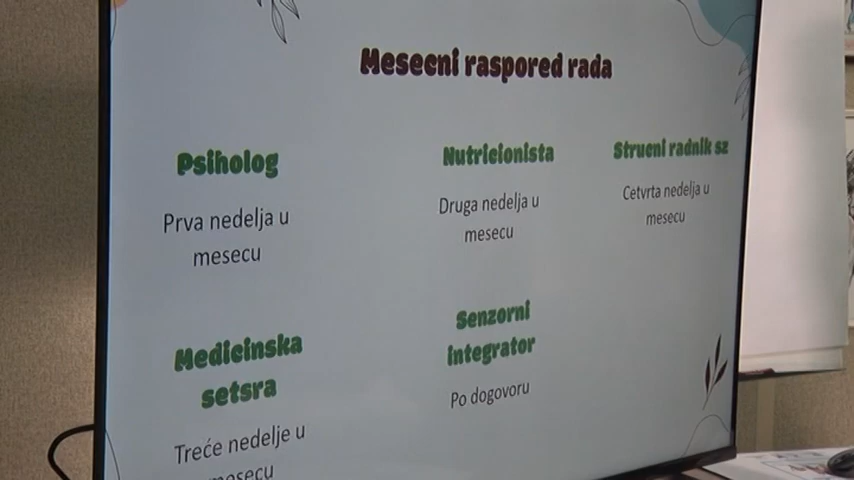 Mesecni raspored rada
Psiholog
Prva nedelja u
mesecu
Nutricionista
Druga nedelja u
mesecu
Strucni radnik sz
Cetvrta nedelja u
mesecu
Medicinska
setsra
Treće nedelje u
mesecu
Senzorni
integrator
Po dogovoru